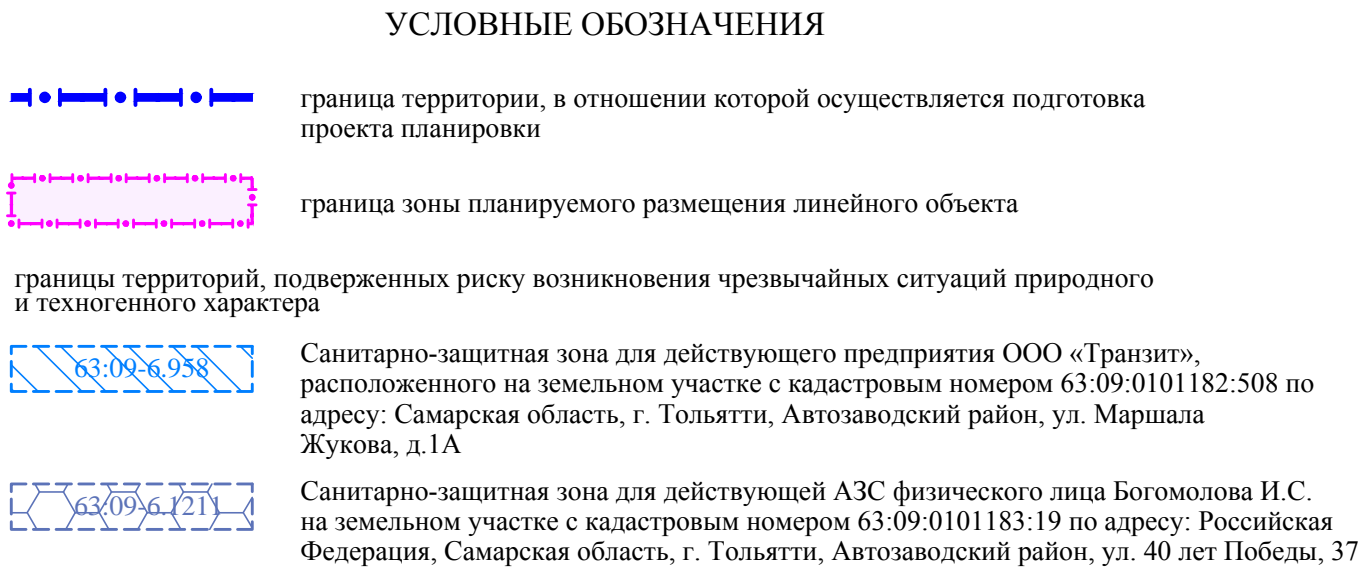 УСЛОВНЫЕ ОБОЗНАЧЕНИЯ
граница территории, в отношении которой осуществляется подготовка
проекта планировки
граница зоны планируемого размещения линейного объекта
границы территорий, подверженных риску возникновения чрезвычайных ситуаций природного
и техногенного характера
63:09-6.958
Санитарно-защитная зона для действующего предприятия ООО «Транзит»,
расположенного на земельном участке с кадастровым номером 63:09:0101182:508 по
адресу: Самарская область, г. Тольятти, Автозаводский район, ул. Маршала
Жукова, д.1А
63:09-6.1211
Санитарно-защитная зона для действующей АЗС физического лица Богомолова И.С.
на земельном участке с кадастровым номером 63:09:0101183:19 по адресу: Российская
Федерация, Самарская область, г. Тольятти, Автозаводский район, ул. 40 лет Победы, 37